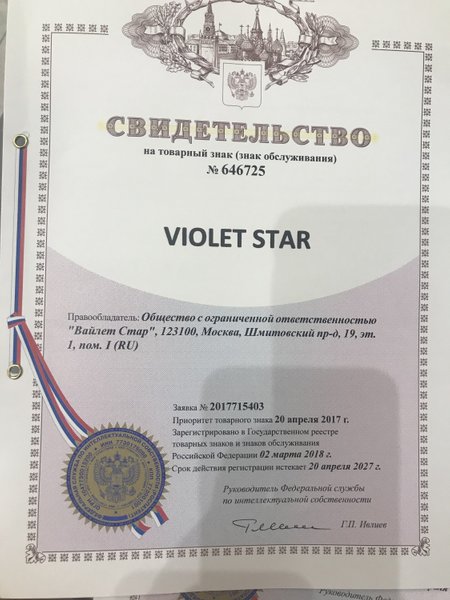 СВИДЕТЕЛЬСТВО
на товарный знак (знак обслуживания)
№ 646725
VIOLET STAR
Правообладатель: Общество с ограниченной ответственностью
"Вайлет Стар", 123100, Москва, Шмитовский пр-д, 19, эт.
1, пом. I (RU)
Заявка № 2017715403
Приоритет товарного знака 20 апреля 2017 г.
Зарегистрировано в Государственном реестре
товарных знаков и знаков обслуживания
Российской Федерации 02 марта 2018 г.
Срок действия регистрации истекает 20 апреля 2027 г.
Руководитель Федеральной службы
по интеллектуальной собственности
Г.П. Ивлиев
Руководитель Федеральной